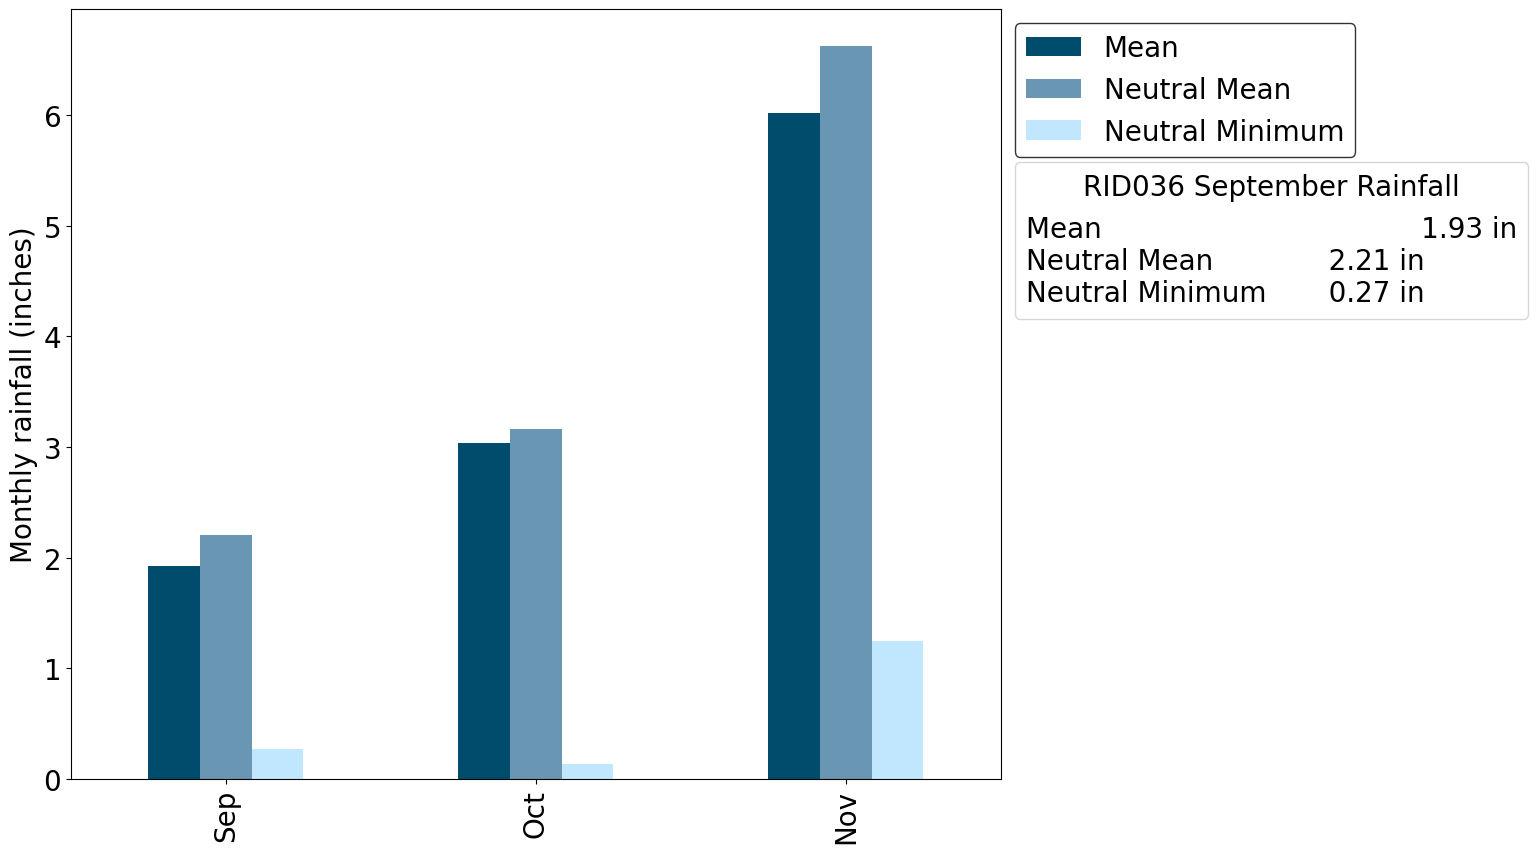 Monthly rainfall (inches)
6
5
4
3
2
1
0
Sep
Oct
Nov
Mean
Neutral Mean
Neutral Minimum
RID036 September Rainfall
Mean 1.93 in
Neutral Mean 2.21 in
Neutral Minimum 0.27 in